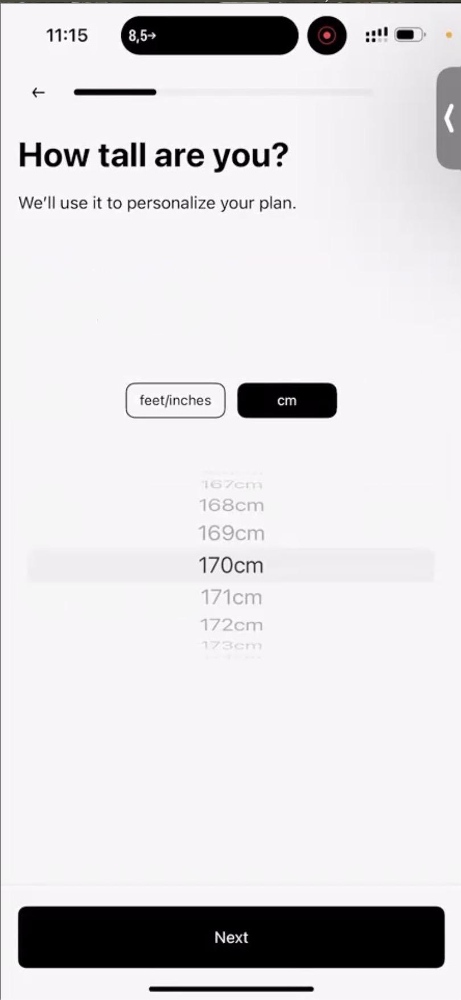 11:15
8,5→
How tall are you?
We'll use it to personalize your plan.
feet/inches
cm
167cm
168cm
169cm
170cm
171cm
172cm
173cm
Next